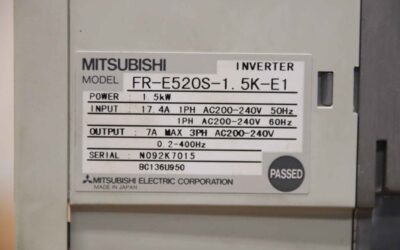 MITSUBISHI INVERTER
MODEL FR-E520S-1.5K-E1
POWER : 1.5kW
INPUT : 17.4A 1PH AC200-240V 50Hz
1PH AC200-240V 60Hz
OUTPUT : 7A MAX 3PH AC200-240V
0.2-400Hz
SERIAL : N092K7015
BC136U950
MITSUBISHI ELECTRIC CORPORATION
MADE IN JAPAN
PASSED